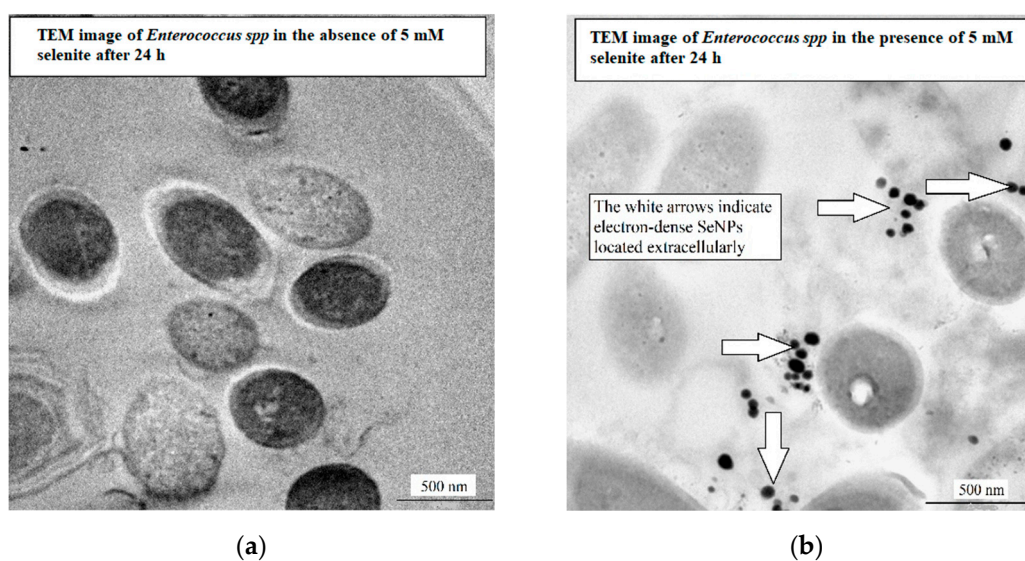 TEM image of Enterococcus spp in the absence of 5 mM
selenite after 24 h
500 nm
(a)
TEM image of Enterococcus spp in the presence of 5 mM
selenite after 24 h
The white arrows indicate
electron-dense SeNPs
located extracellularly
500 nm
(b)